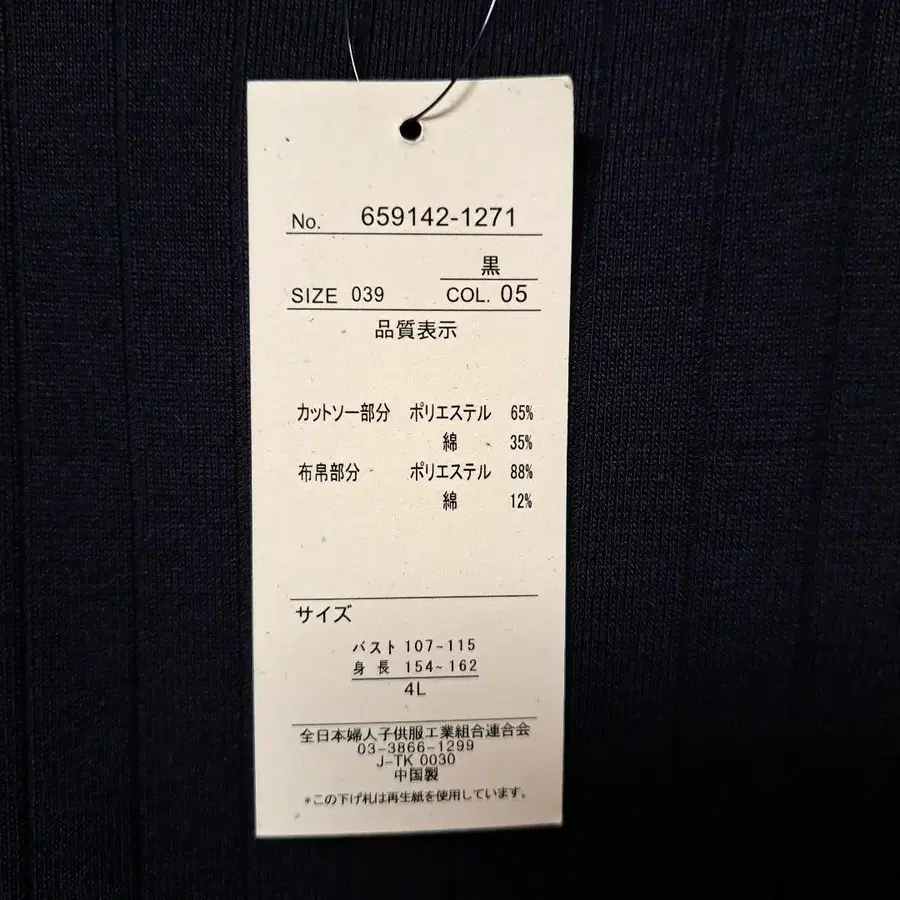 No. 659142-1271
黒
SIZE 039 COL. 05
品質表示
カットソー部分 ポリエステル 65%
綿 35%
布帛部分 ポリエステル 88%
綿 12%
サイズ
バスト 107~115
身長 154~162
4L
全日本婦人子供服工業組合連合会
03-3866-1299
J-TK 0030
中国製
*この下げ札は再生紙を使用しています。